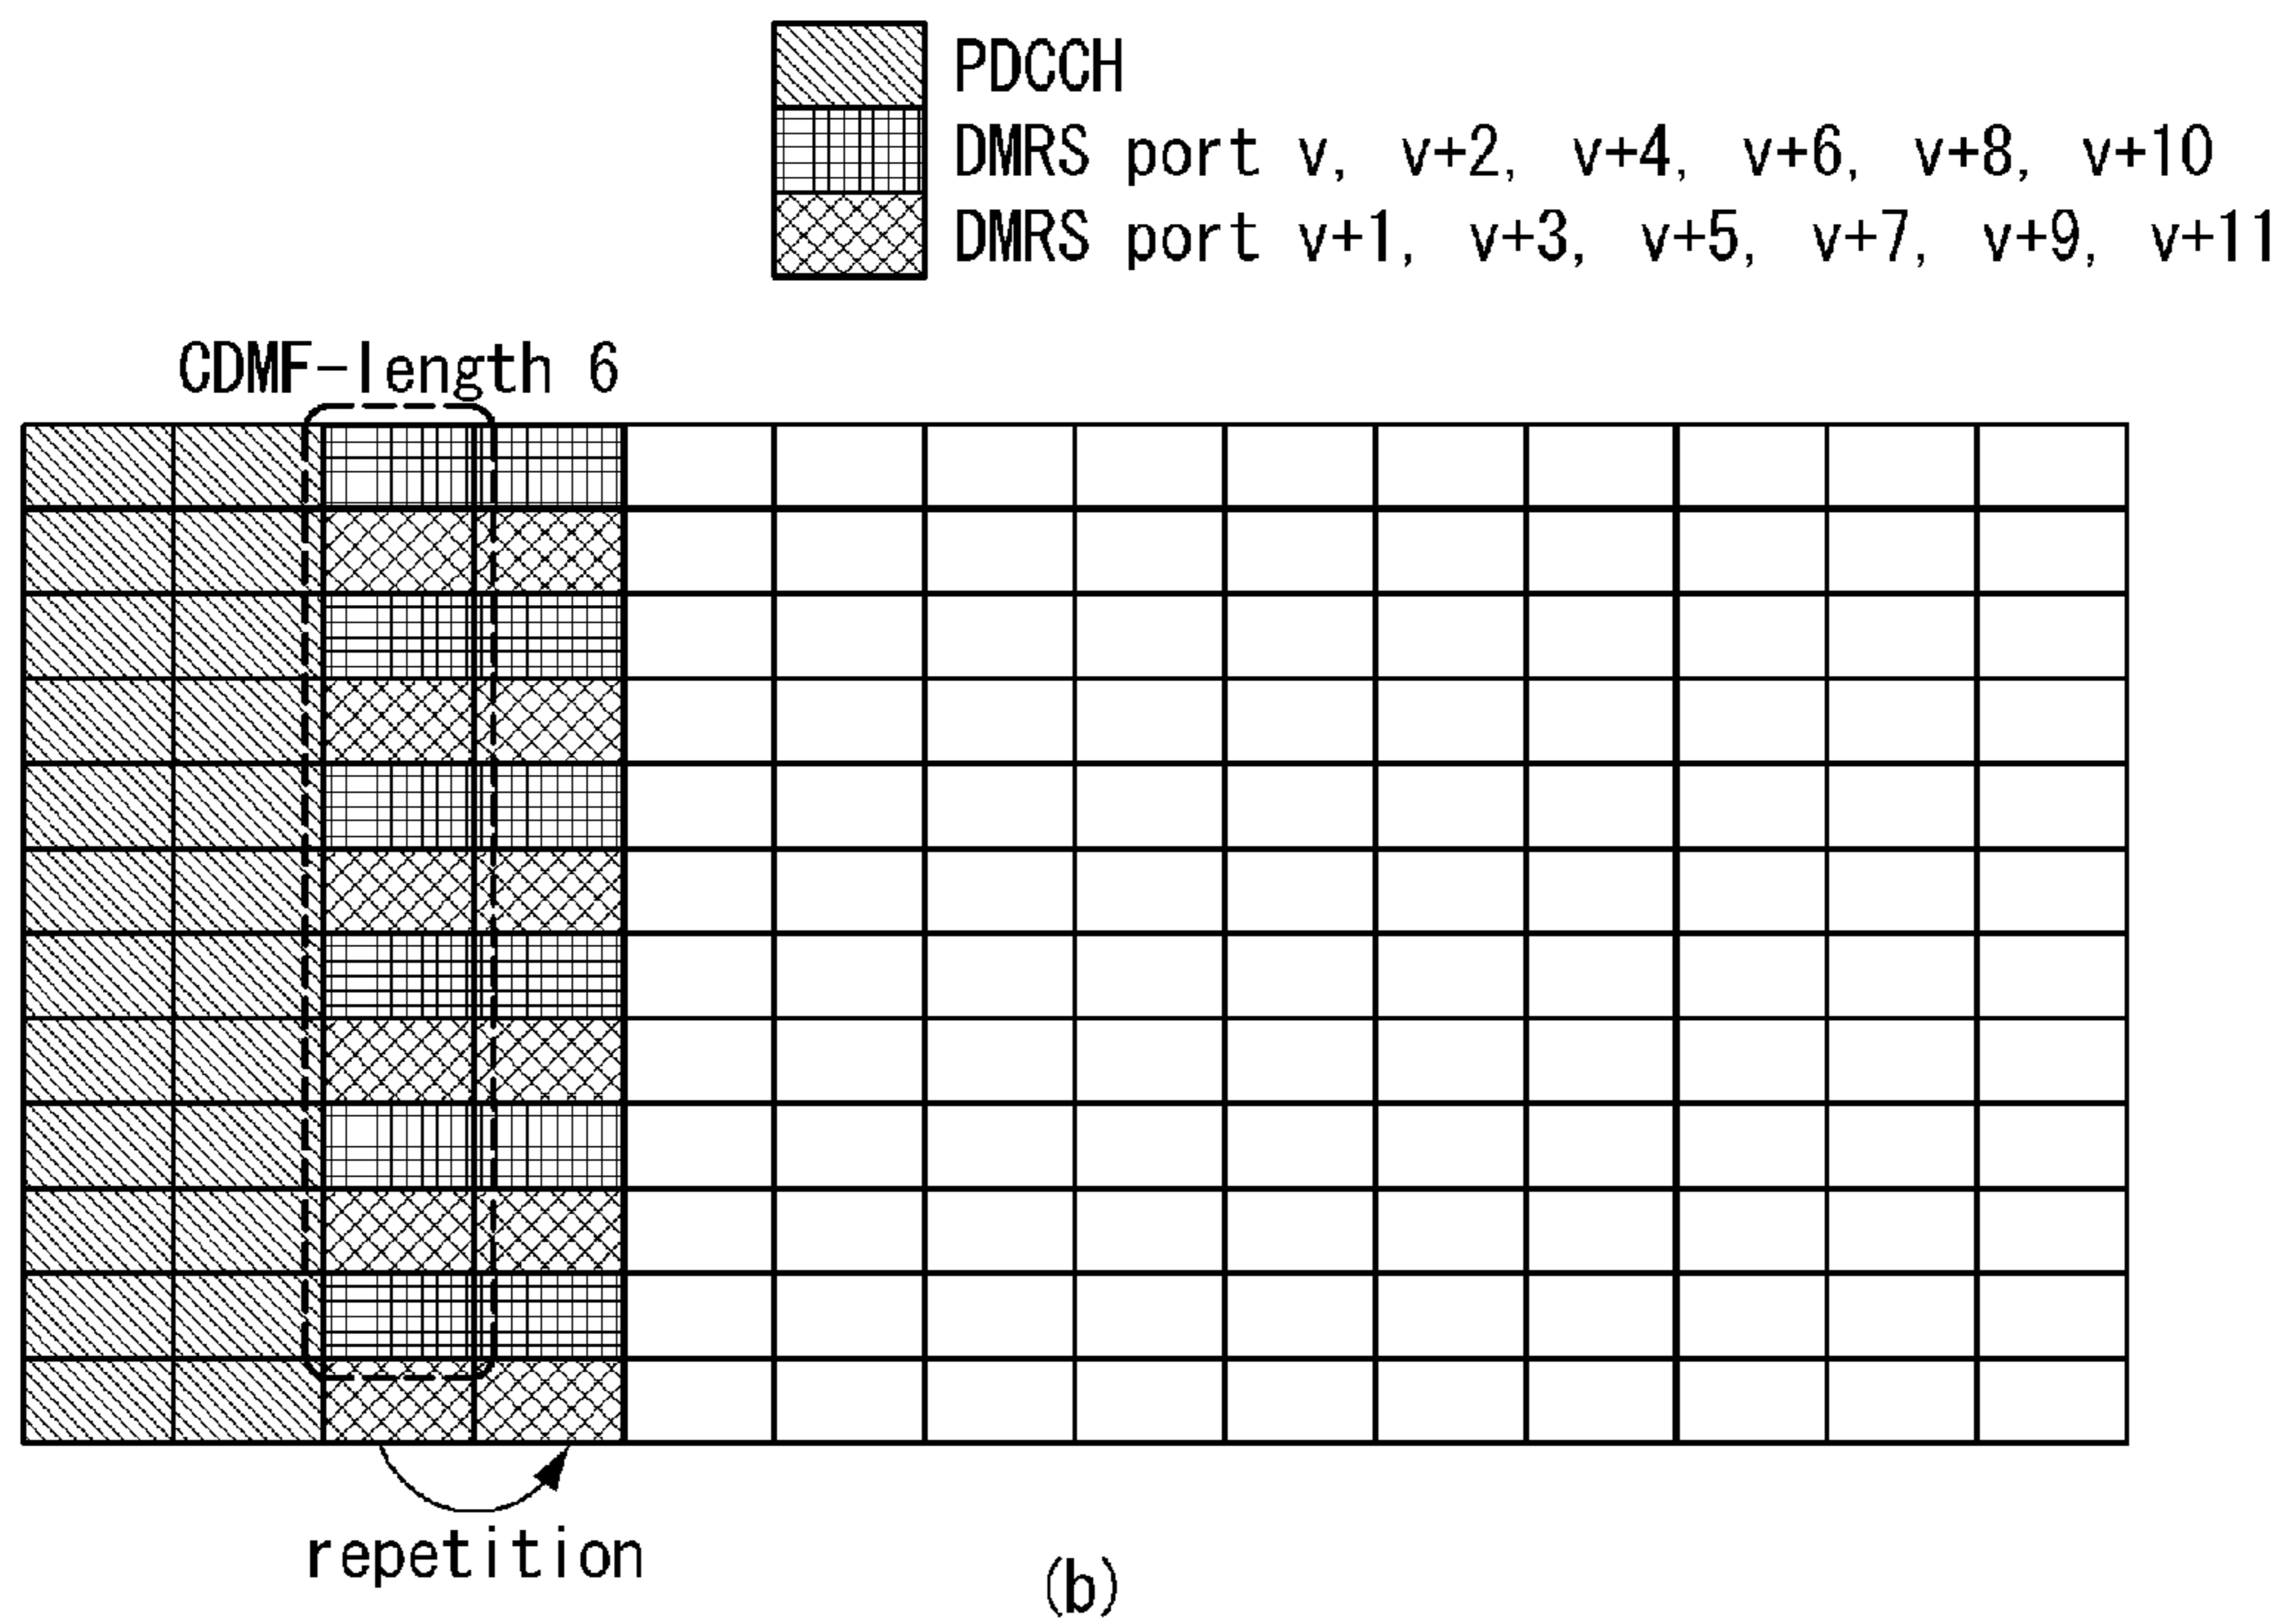 PDCCH
DMRS port v, v+2, v+4, v+6, v+8, v+10
DMRS port v+1, v+3, v+5, v+7, v+9, v+11
CDMF-length 6
repetition
(b)